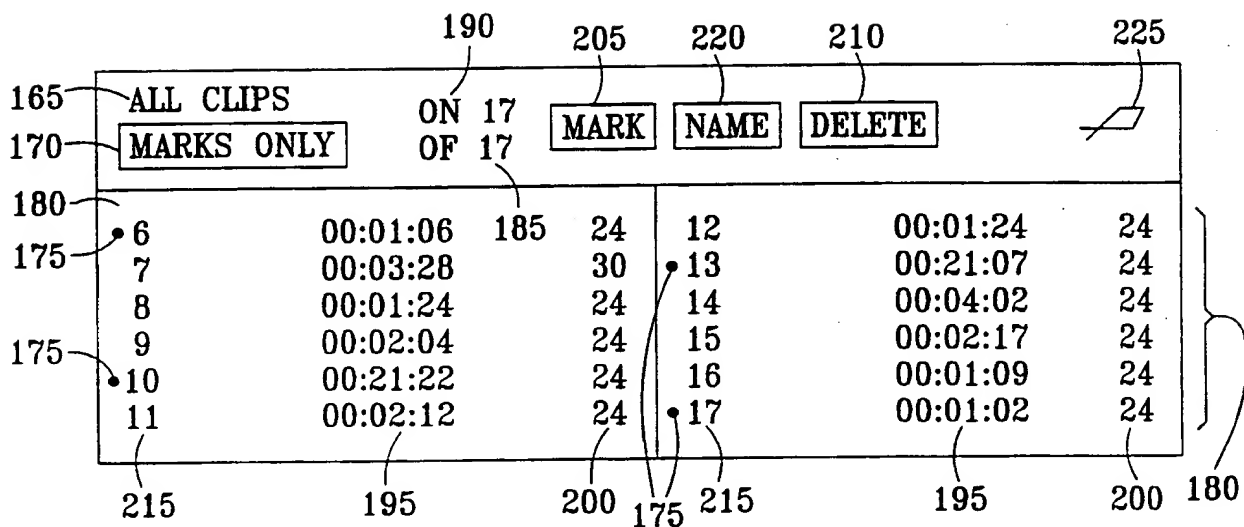 190 205 220 210 225
165 ALL CLIPS ON 17 MARK NAME DELETE
170 MARKS ONLY OF 17
180 185
175 6 00:01:06 24 12 00:01:24 24
7 00:03:28 30 13 00:21:07 24
8 00:01:24 24 14 00:04:02 24
175 9 00:02:04 24 15 00:02:17 24
10 00:21:22 24 16 00:01:09 24
11 00:02:12 24 17 00:01:02 24
215 195 200 175 215 195 200 180